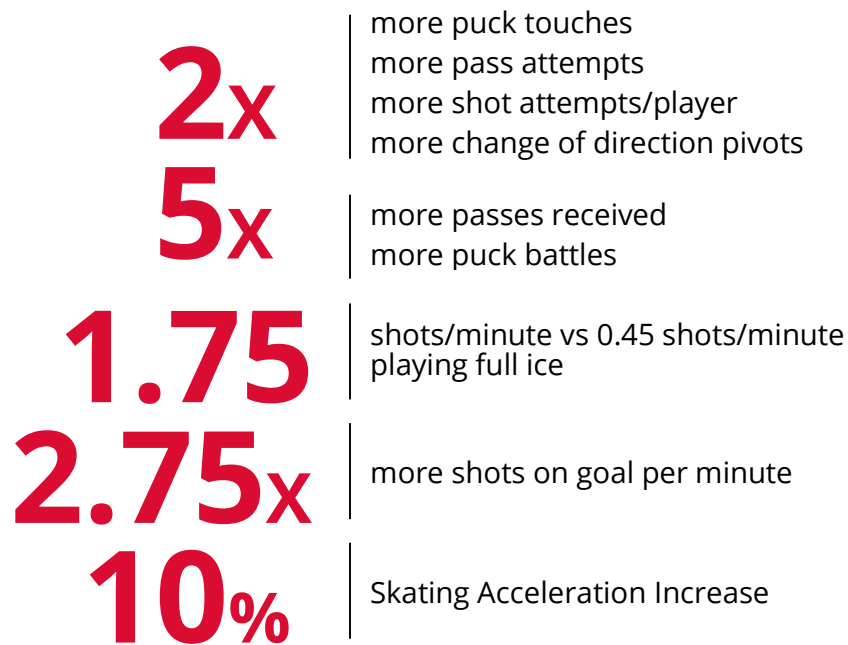 2x
more puck touches
more pass attempts
more shot attempts/player
more change of direction pivots
5x
more passes received
more puck battles
1.75
shots/minute vs 0.45 shots/minute
playing full ice
2.75x
more shots on goal per minute
10%
Skating Acceleration Increase